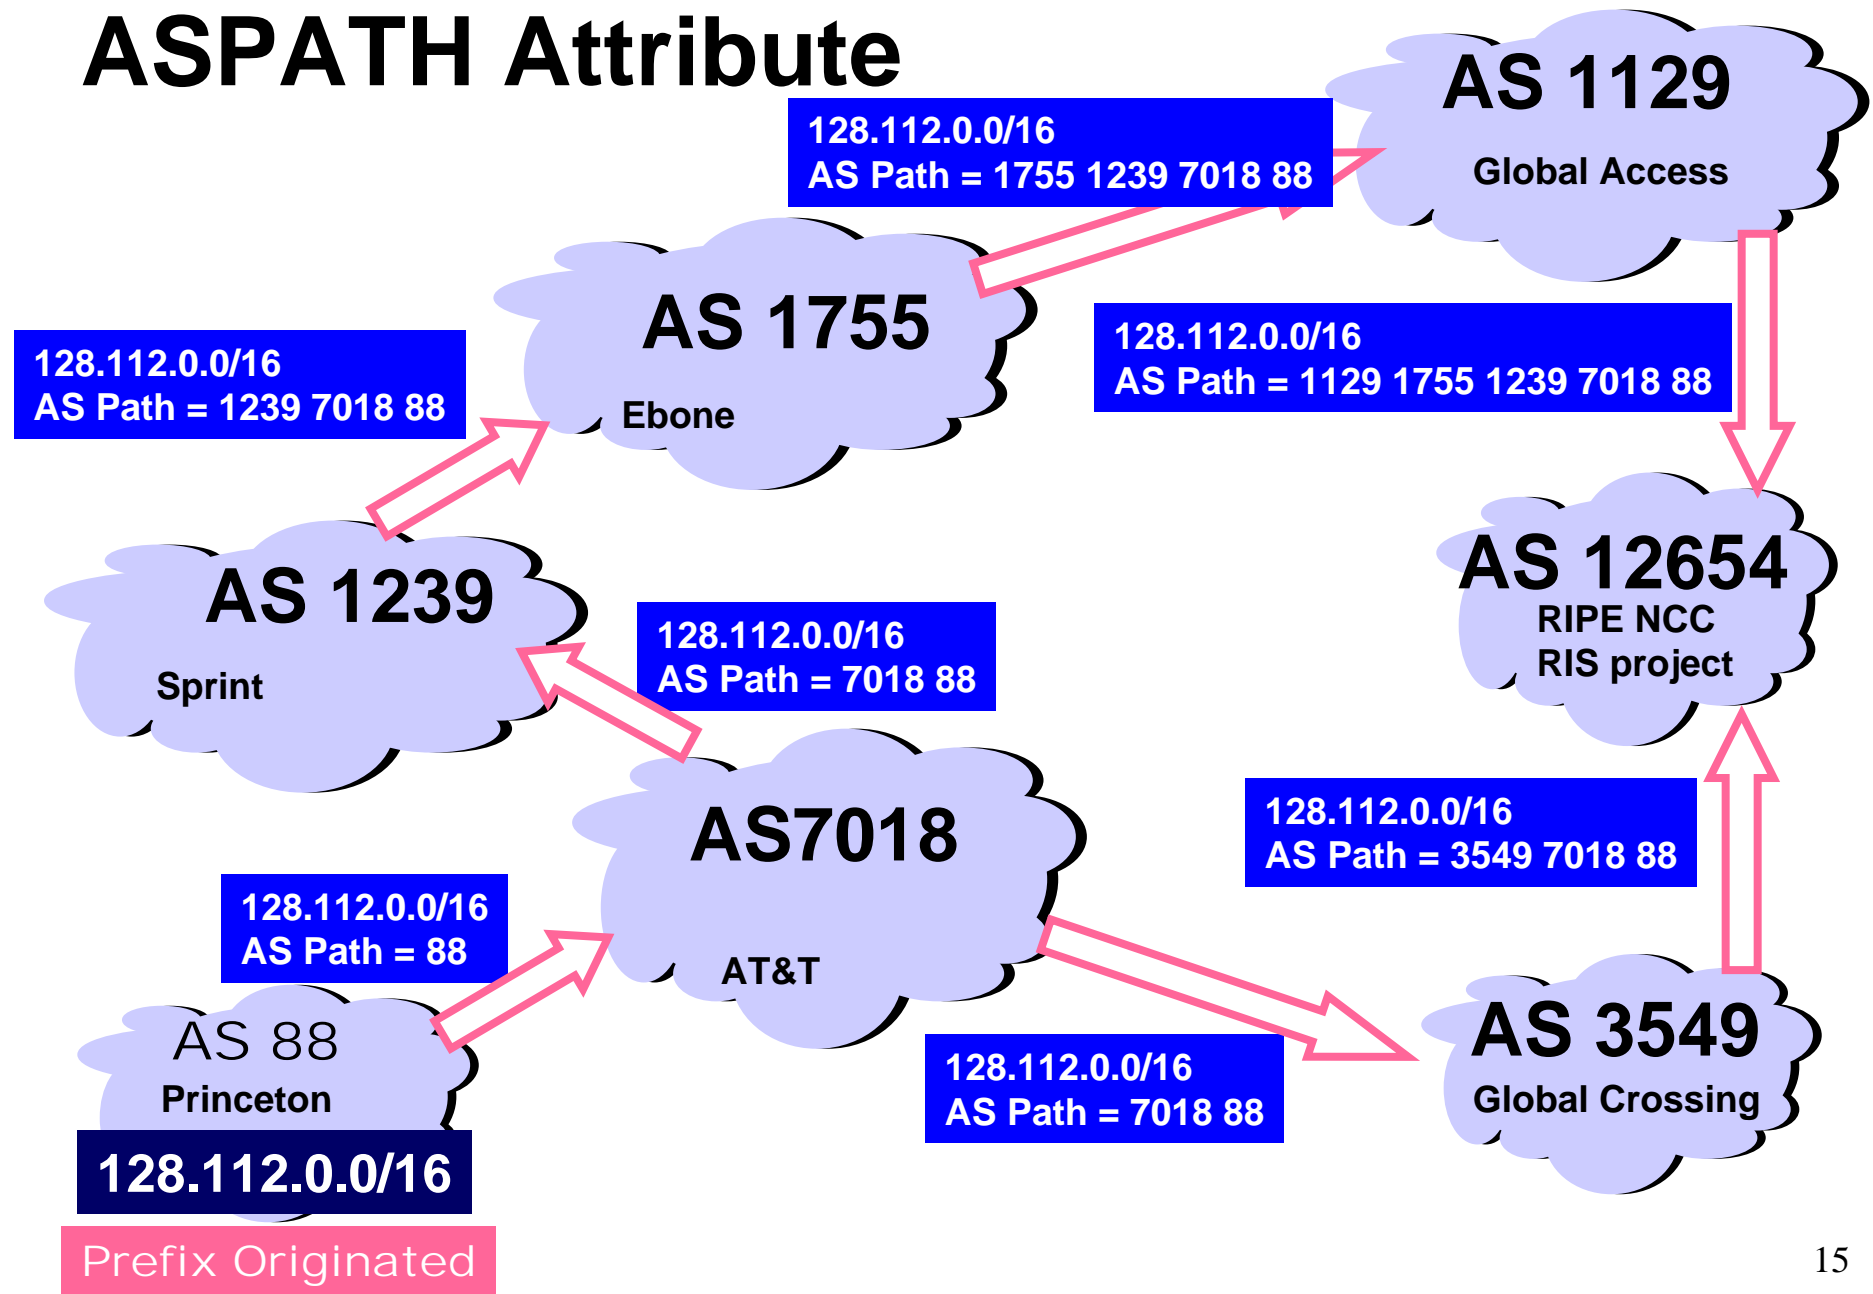 ASPATH Attribute
AS 1129
Global Access
128.112.0.0/16
AS Path = 1755 1239 7018 88
AS 1755
Ebone
128.112.0.0/16
AS Path = 1129 1755 1239 7018 88
128.112.0.0/16
AS Path = 1239 7018 88
AS 12654
RIPE NCC
RIS project
AS 1239
Sprint
128.112.0.0/16
AS Path = 7018 88
AS7018
AT&T
128.112.0.0/16
AS Path = 3549 7018 88
128.112.0.0/16
AS Path = 88
AS 88
Princeton
128.112.0.0/16
AS Path = 7018 88
AS 3549
Global Crossing
128.112.0.0/16
Prefix Originated
15